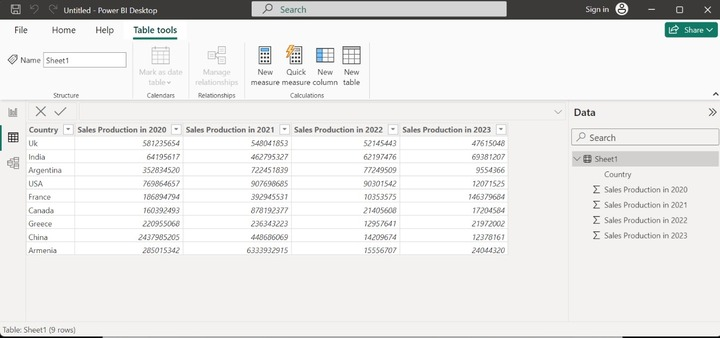 Untitled - Power BI Desktop
Search
Sign in
File Home Help Table tools
Share
Name Sheet1
Mark as date table
Manage relationships
New measure
Quick measure
New column
New table
Structure Calendars Relationships Calculations
Country Sales Production in 2020 Sales Production in 2021 Sales Production in 2022 Sales Production in 2023
Uk 581235654 548041853 52145443 47615048
India 64195617 462795327 62197476 69381207
Argentina 352834520 722451839 77249509 9554366
USA 769864657 907698685 90301542 12071525
France 186894794 392945531 10353575 146379684
Canada 160392493 878192377 21405608 17204584
Greece 220955068 236343223 12957641 21972002
China 2437985205 448686069 14209674 12378161
Armenia 285015342 6333932915 15556707 24044320
Data
Search
Sheet1
Country
Sales Production in 2020
Sales Production in 2021
Sales Production in 2022
Sales Production in 2023
Table: Sheet1 (9 rows)